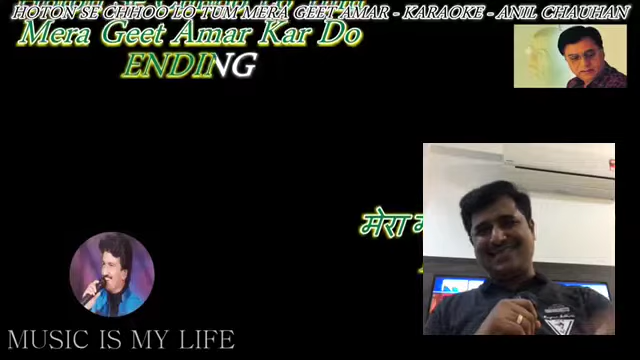 HOTON SE CHHOO LO TUM MERA GEET AMAR - KARAOKE - ANIL CHAUHAN
Mera Geet Amar Kar Do
ENDING
मेरा
MUSIC IS MY LIFE